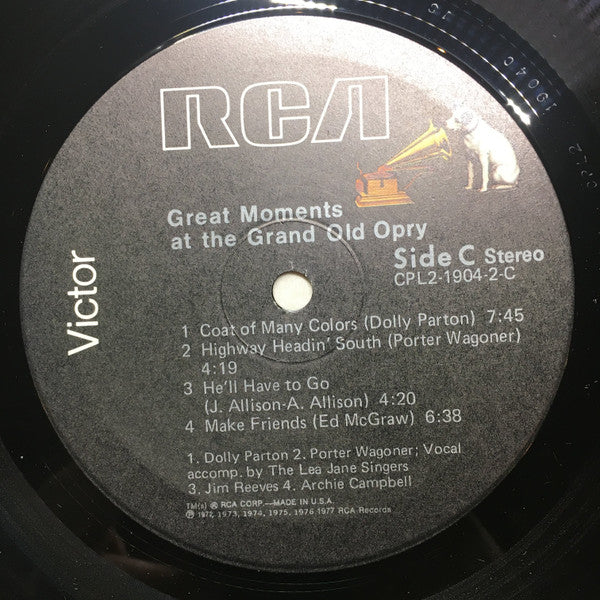 RCA
Great Moments
at the Grand Old Opry
Side C Stereo
CPL2-1904-2-C
Victor
1 Coat of Many Colors (Dolly Parton) 7:45
2 Highway Headin' South (Porter Wagoner)
4:19
3 He'll Have to Go
(J. Allison-A. Allison) 4:20
4 Make Friends (Ed McGraw) 6:38
1. Dolly Parton 2. Porter Wagoner; Vocal
accomp. by The Lea Jane Singers
3. Jim Reeves 4. Archie Campbell
TM(s) ® RCA CORP.—MADE IN U.S.A.
℗ 1972, 1973, 1974, 1975, 1976, 1977 RCA Records